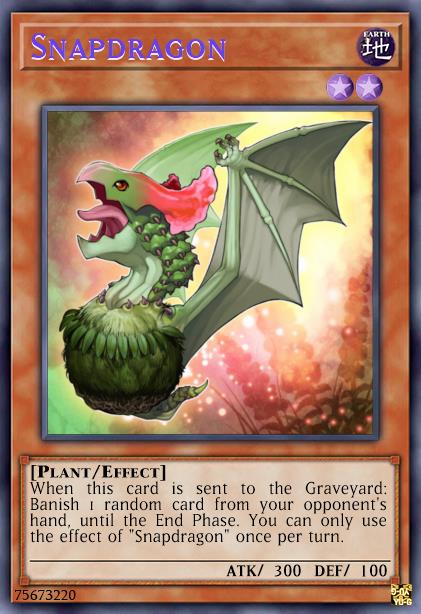 Snapdragon
EARTH
地
[Plant/Effect]
When this card is sent to the Graveyard:
Banish 1 random card from your opponent's
hand, until the End Phase. You can only use
the effect of "Snapdragon" once per turn.
ATK/ 300 DEF/ 100
75673220